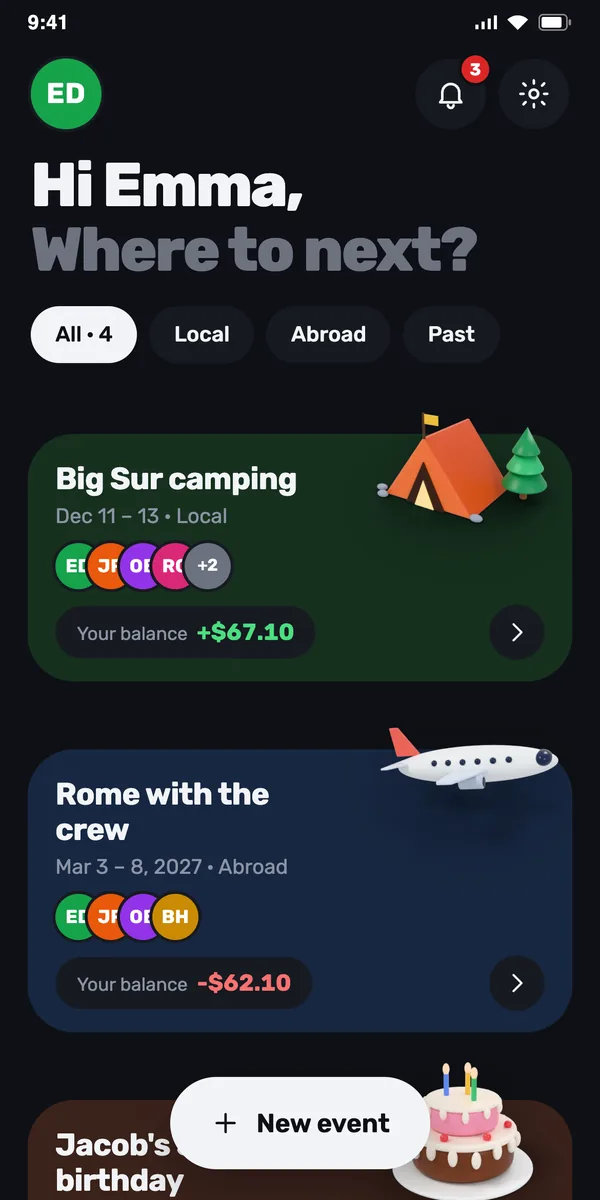 9:41
ED
3
Hi Emma,
Where to next?
All • 4
Local
Abroad
Past
Big Sur camping
Dec 11 – 13 • Local
+2
Your balance +$67.10
Rome with the
crew
Mar 3 – 8, 2027 • Abroad
BH
Your balance -$62.10
New event
Jacob's
birthday